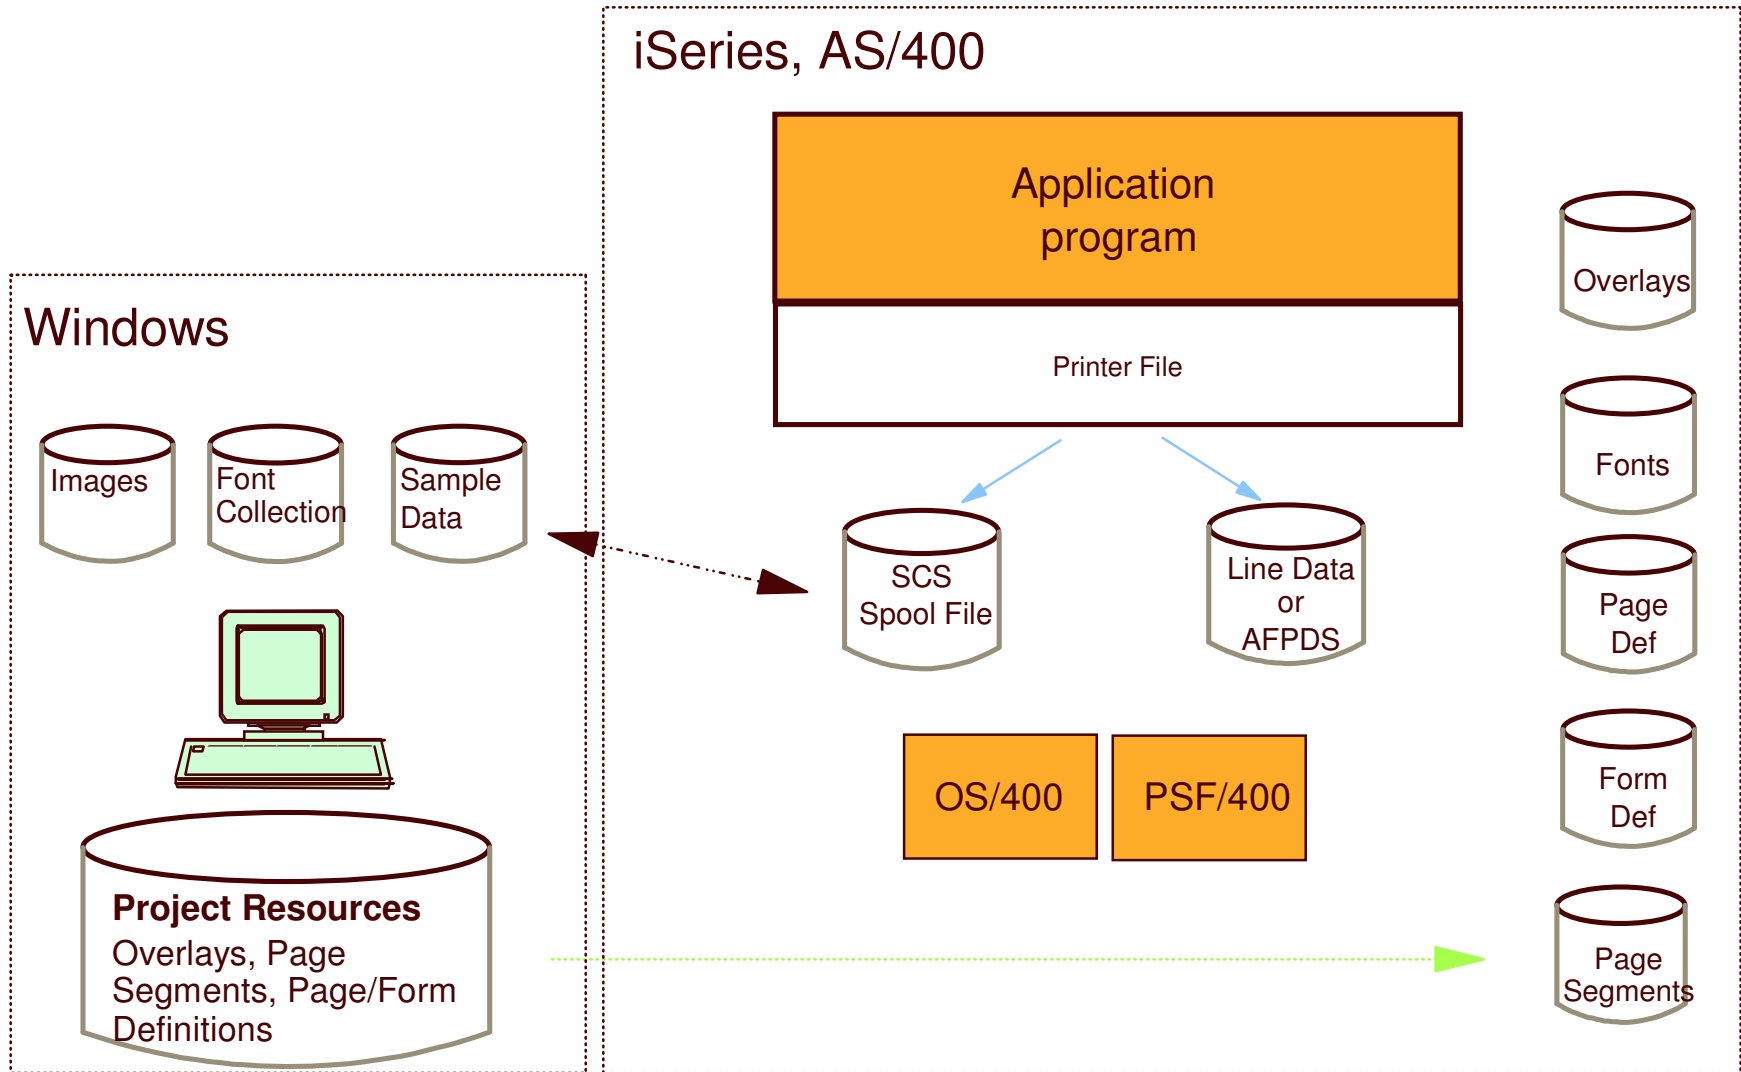 iSeries, AS/400
Application
program
Printer File
Windows
Images
Font
Collection
Sample
Data
SCS
Spool File
Line Data
or
AFPDS
OS/400
PSF/400
Project Resources
Overlays, Page
Segments, Page/Form
Definitions
Overlays
Fonts
Page
Def
Form
Def
Page
Segments